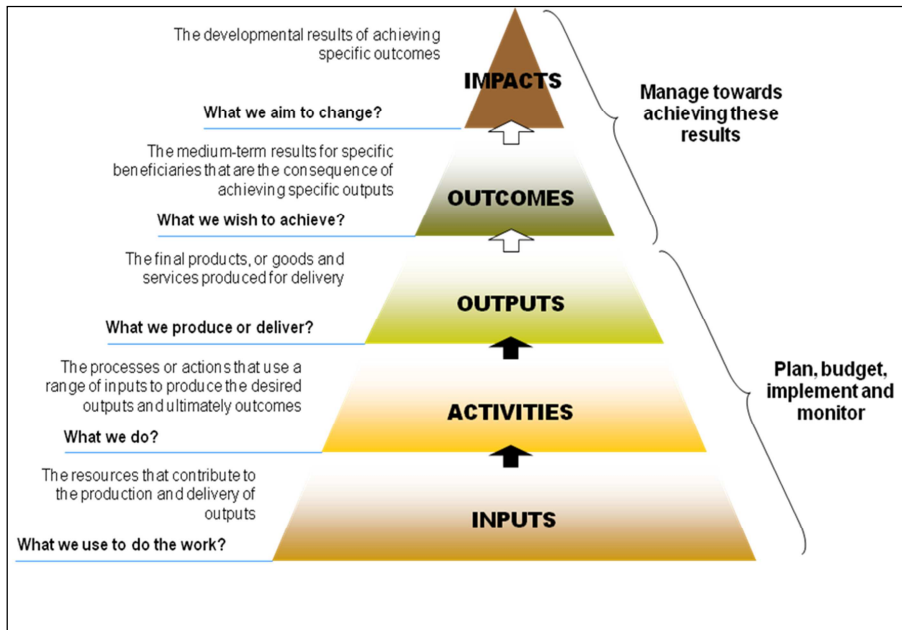 The developmental results of achieving
specific outcomes
IMPACTS
What we aim to change?
Manage towards
achieving these
results
The medium-term results for specific
beneficiaries that are the consequence of
achieving specific outputs
OUTCOMES
What we wish to achieve?
The final products, or goods and
services produced for delivery
OUTPUTS
What we produce or deliver?
The processes or actions that use a
range of inputs to produce the desired
outputs and ultimately outcomes
ACTIVITIES
What we do?
Plan, budget,
implement and
monitor
The resources that contribute to
the production and delivery of
outputs
INPUTS
What we use to do the work?